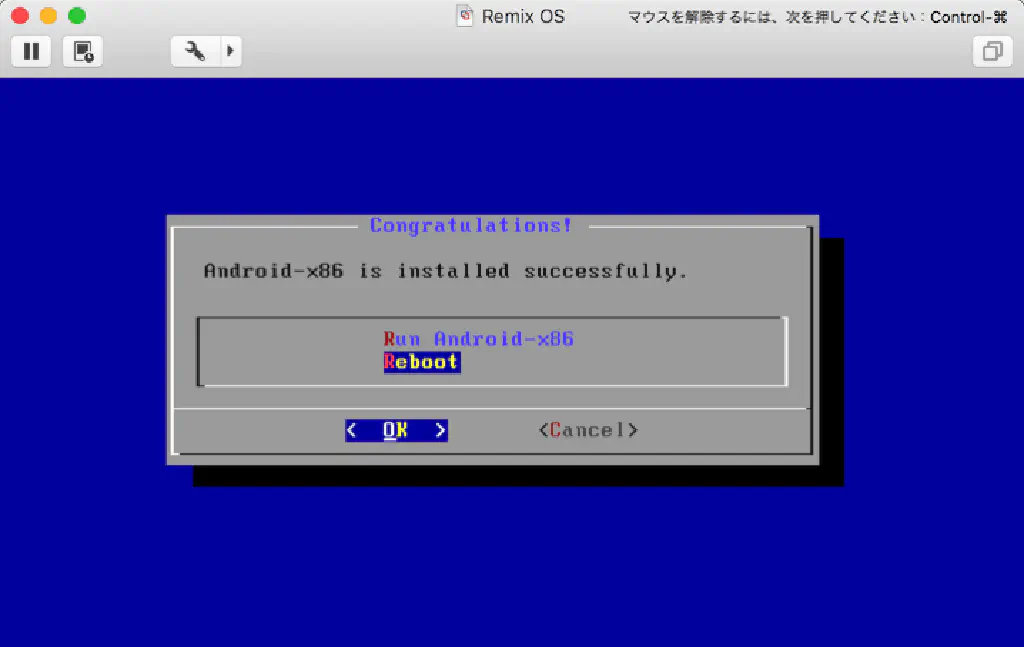 Remix OS
マウスを解除するには、次を押してください：Control-⌘
Congratulations!
Android-x86 is installed successfully.
Run Android-x86
Reboot
< OK >
<Cancel>